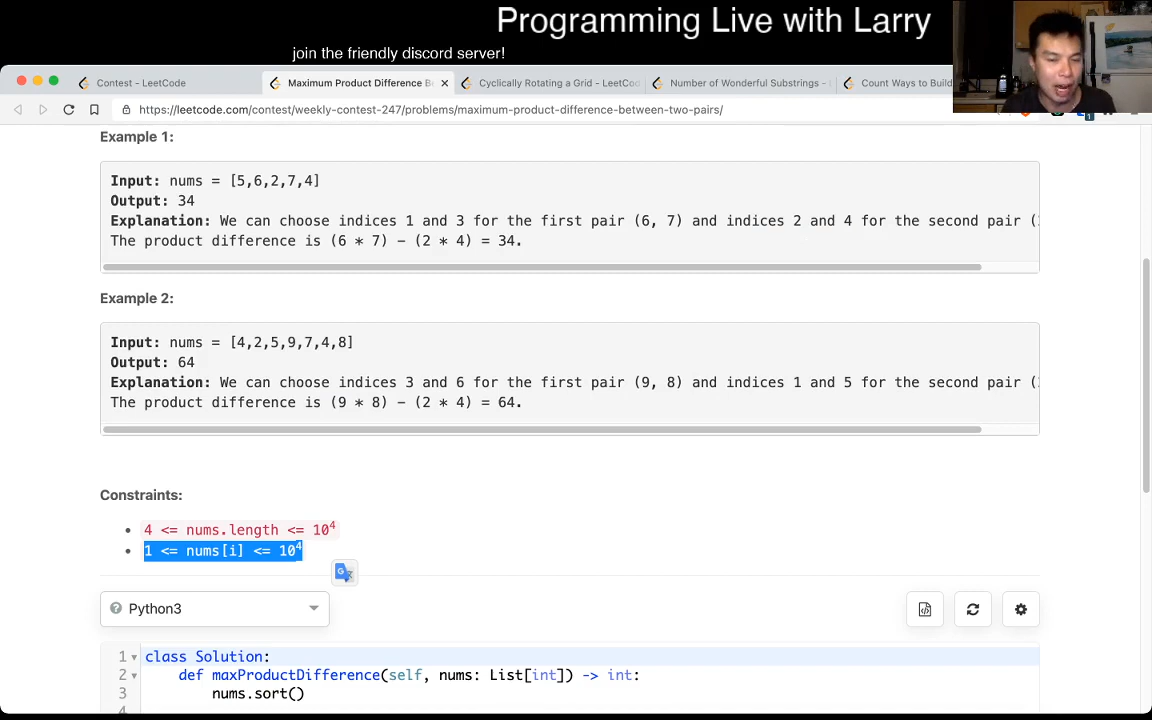 Programming Live with Larry
join the friendly discord server!
Contest - LeetCode
Maximum Product Difference B
Cyclically Rotating a Grid - LeetCod
Number of Wonderful Substrings -
Count Ways to Build
https://leetcode.com/contest/weekly-contest-247/problems/maximum-product-difference-between-two-pairs/
Example 1:
Input: nums = [5,6,2,7,4]
Output: 34
Explanation: We can choose indices 1 and 3 for the first pair (6, 7) and indices 2 and 4 for the second pair (
The product difference is (6 * 7) - (2 * 4) = 34.
Example 2:
Input: nums = [4,2,5,9,7,4,8]
Output: 64
Explanation: We can choose indices 3 and 6 for the first pair (9, 8) and indices 1 and 5 for the second pair (
The product difference is (9 * 8) - (2 * 4) = 64.
Constraints:
• 4 <= nums.length <= 10⁴
• 1 <= nums[i] <= 10⁴
Python3
1 class Solution:
2 def maxProductDifference(self, nums: List[int]) -> int:
3 nums.sort()